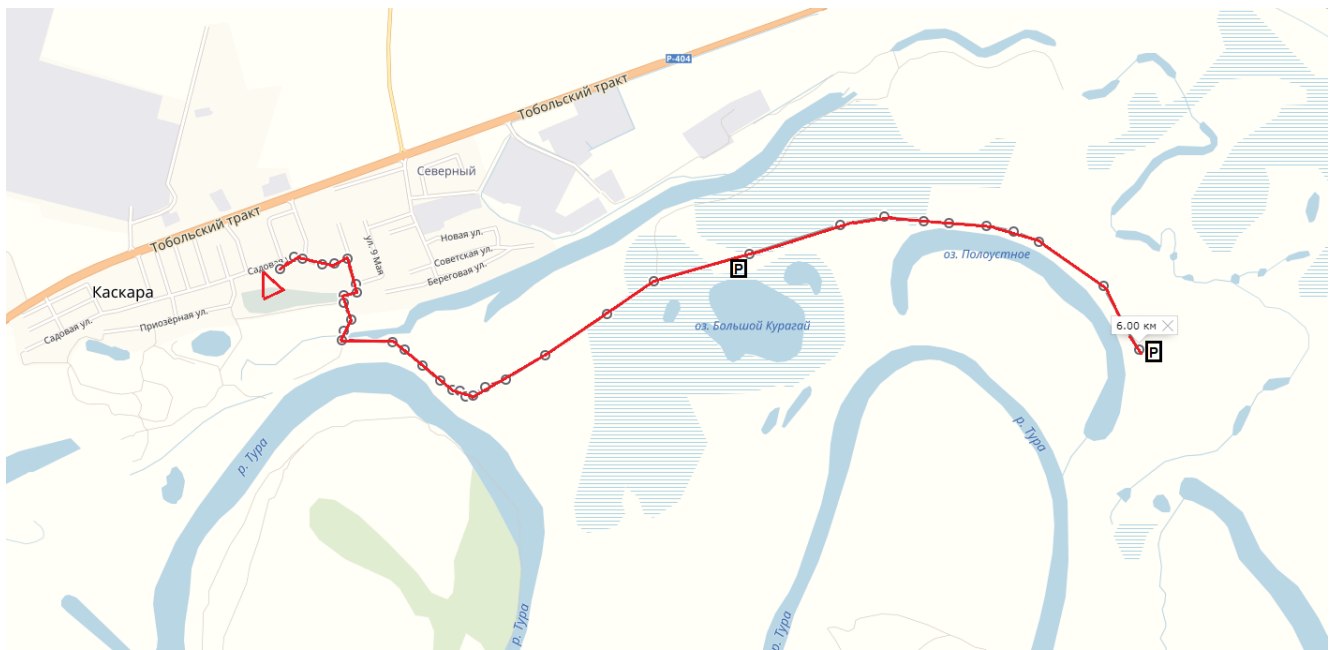 Р-404
Тобольский тракт
Северный
Тобольский тракт
Новая ул.
ул. 9 Мая
Советская ул.
Садовая
Береговая ул.
оз. Полоустное
P
Каскара
Приозёрная ул.
Садовая ул.
оз. Большой Курагай
6.00 км
P
р. Тура
р. Тура
р. Тура
р. Тура